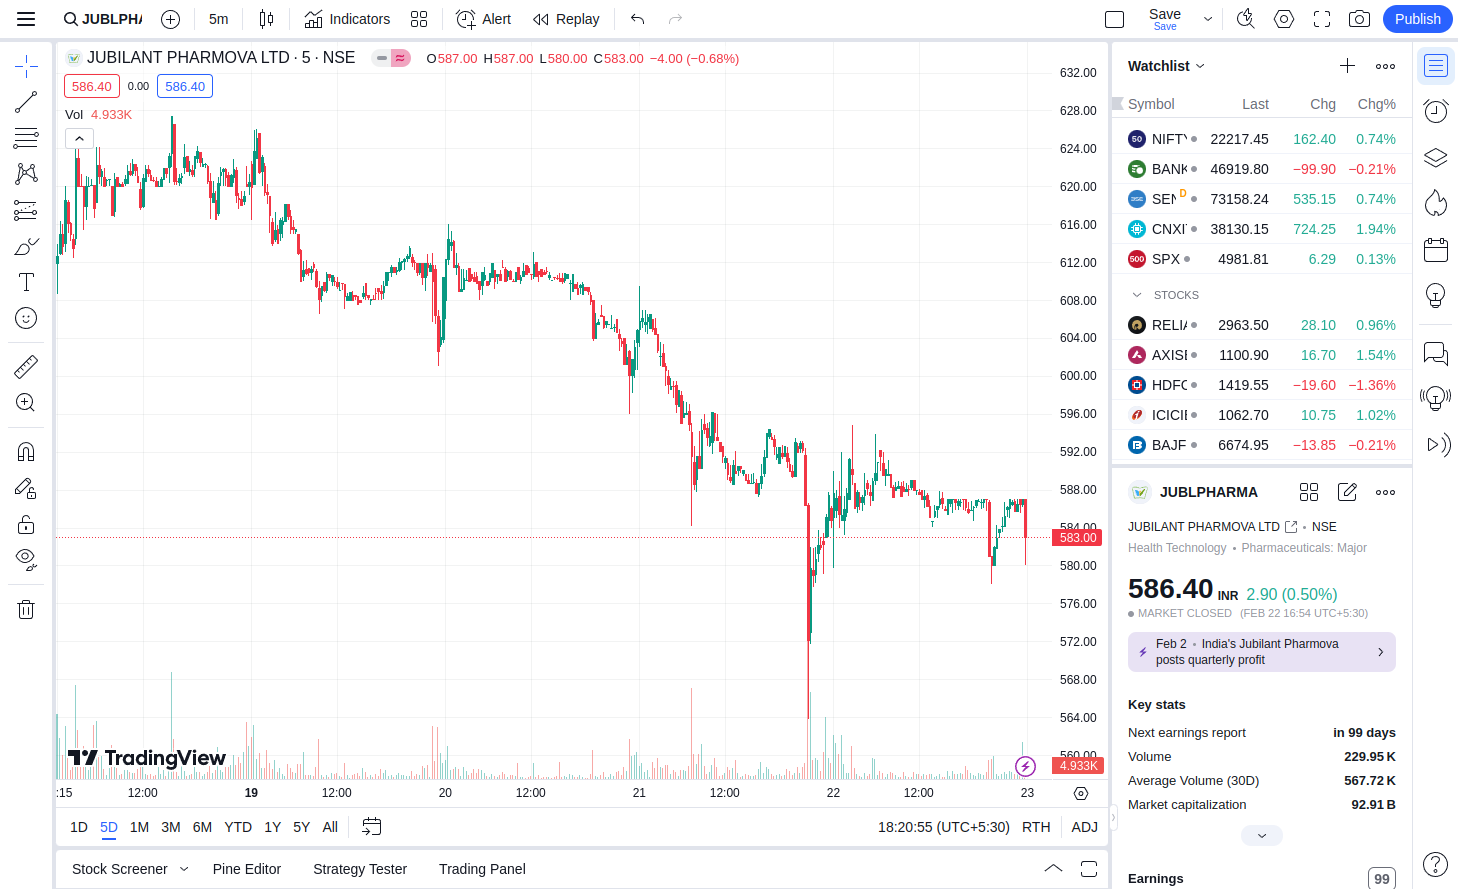 JUBLPHA 5m Indicators Alert Replay Save Save Publish
JUBILANT PHARMOVA LTD · 5 · NSE O587.00 H587.00 L580.00 C583.00 −4.00 (−0.68%)
586.40 0.00 586.40
Vol 4.933K
632.00
628.00
624.00
620.00
616.00
612.00
608.00
604.00
600.00
596.00
592.00
588.00
584.00
583.00
580.00
576.00
572.00
568.00
564.00
560.00
4.933K
TradingView
:15 12:00 19 12:00 20 12:00 21 12:00 22 12:00 23
1D 5D 1M 3M 6M YTD 1Y 5Y All 18:20:55 (UTC+5:30) RTH ADJ
Stock Screener Pine Editor Strategy Tester Trading Panel
Watchlist
Symbol Last Chg Chg%
50 NIFTY 22217.45 162.40 0.74%
BANK 46919.80 −99.90 −0.21%
SEN D 73158.24 535.15 0.74%
CNXI 38130.15 724.25 1.94%
500 SPX 4981.81 6.29 0.13%
STOCKS
RELIA 2963.50 28.10 0.96%
AXISE 1100.90 16.70 1.54%
HDFC 1419.55 −19.60 −1.36%
ICICIE 1062.70 10.75 1.02%
BAJF 6674.95 −13.85 −0.21%
JUBLPHARMA
JUBILANT PHARMOVA LTD • NSE
Health Technology • Pharmaceuticals: Major
586.40 INR 2.90 (0.50%)
MARKET CLOSED (FEB 22 16:54 UTC+5:30)
Feb 2 • India's Jubilant Pharmova
posts quarterly profit
Key stats
Next earnings report in 99 days
Volume 229.95 K
Average Volume (30D) 567.72 K
Market capitalization 92.91 B
Earnings 99